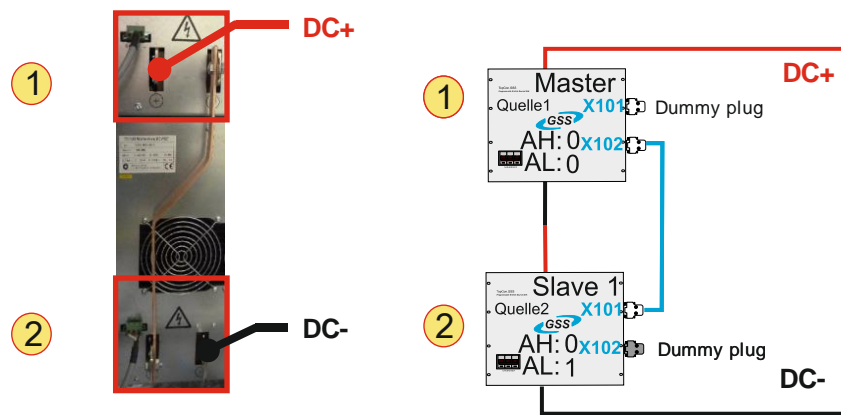 DC+
1
2
DC-
DC+
1
Master
Quelle1
X101
Dummy plug
GSS
AH: 0
X102
AL: 0
2
Slave 1
Quelle2
X101
GSS
AH: 0
X102
Dummy plug
AL: 1
DC-